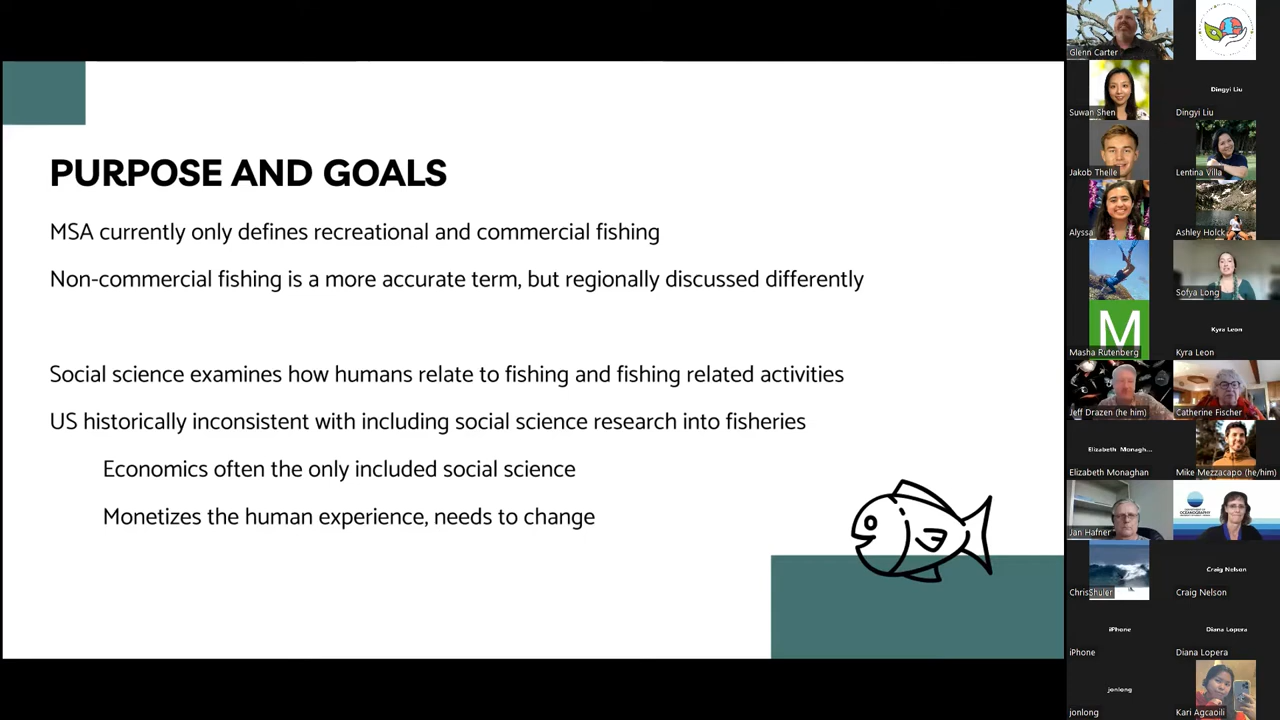 PURPOSE AND GOALS
MSA currently only defines recreational and commercial fishing
Non-commercial fishing is a more accurate term, but regionally discussed differently
Social science examines how humans relate to fishing and fishing related activities
US historically inconsistent with including social science research into fisheries
Economics often the only included social science
Monetizes the human experience, needs to change
Glenn Carter
Suwan Shen
Dingyi Liu
Dingyi Liu
Jakob Thelle
Lentina Villa
Alyssa
Ashley Holck
Sofya Long
M
Masha Rutenberg
Kyra Leon
Kyra Leon
Jeff Drazen (he him)
Catherine Fischer
Elizabeth Monagh...
Elizabeth Monaghan
Mike Mezzacapo (he/him)
Jan Hafner
DEPARTMENT OF
OCEANOGRAPHY
ChrisShuler
Craig Nelson
Craig Nelson
iPhone
iPhone
Diana Lopera
Diana Lopera
jonlong
jonlong
Kari Agcaoili